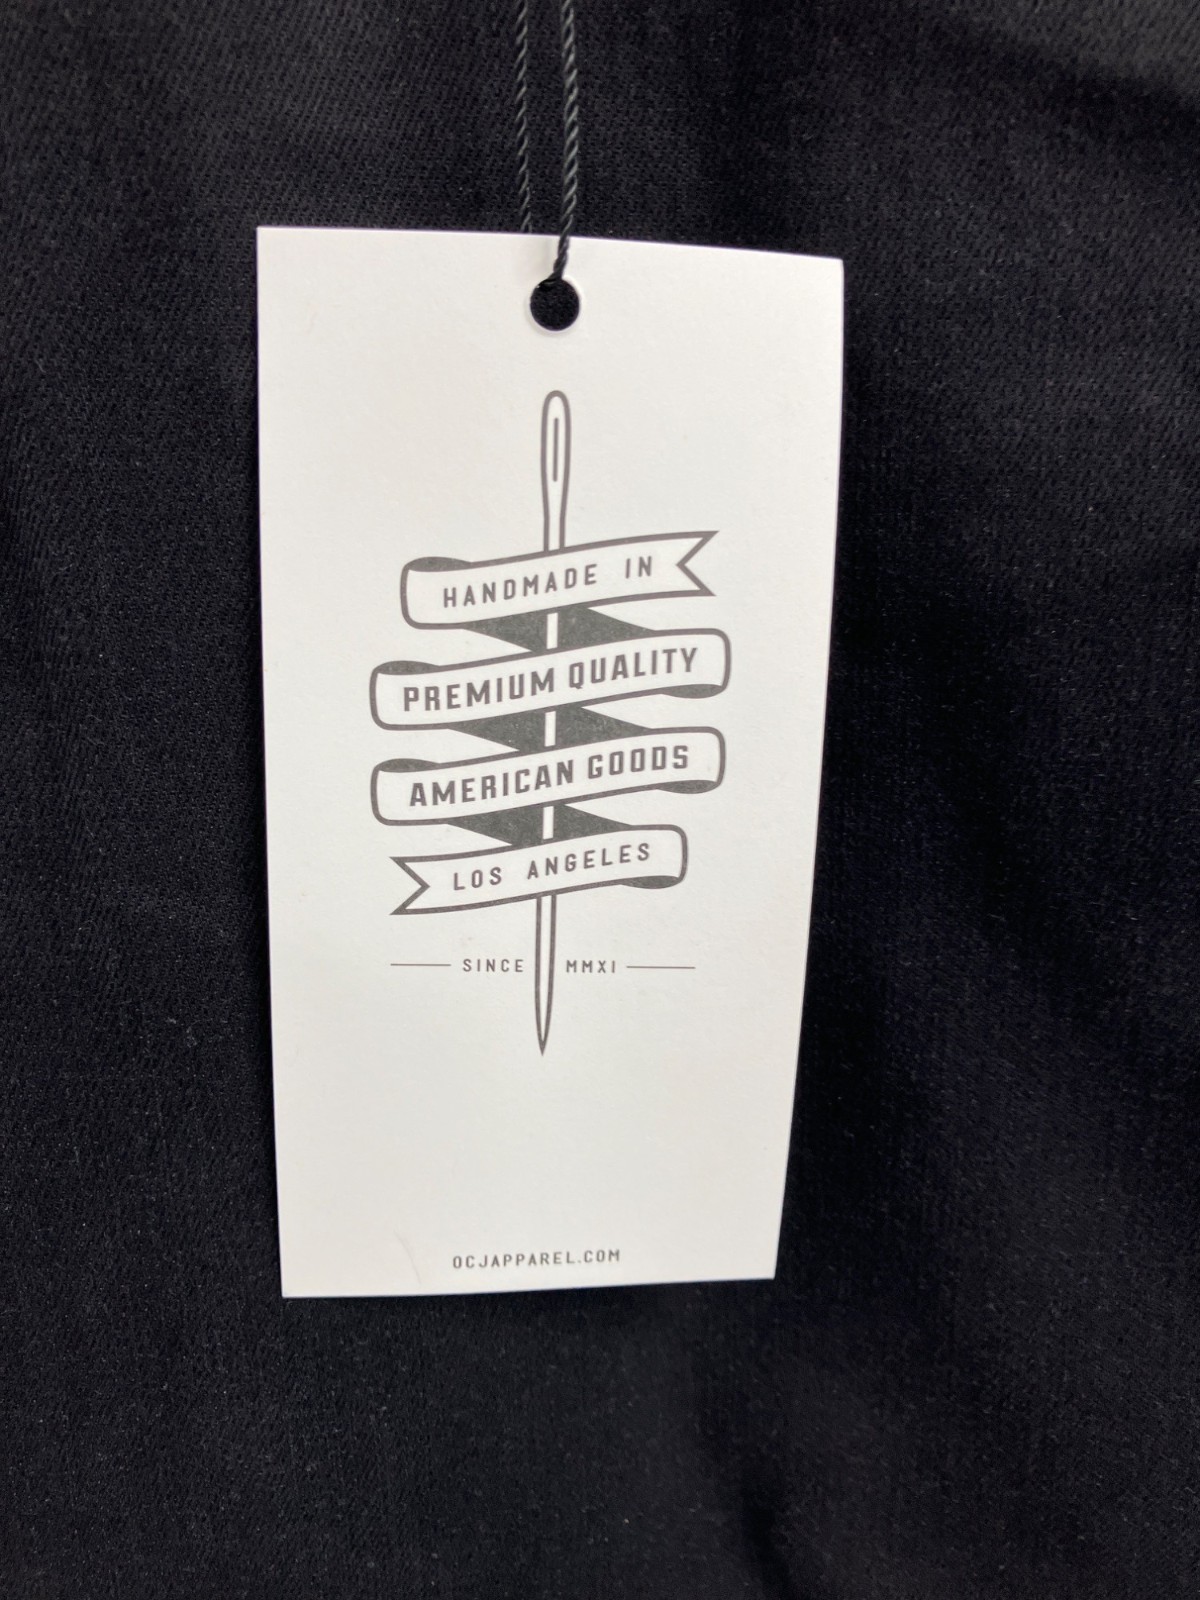 HANDMADE IN
PREMIUM QUALITY
AMERICAN GOODS
LOS ANGELES
SINCE MMXI
OCJAPPAREL.COM